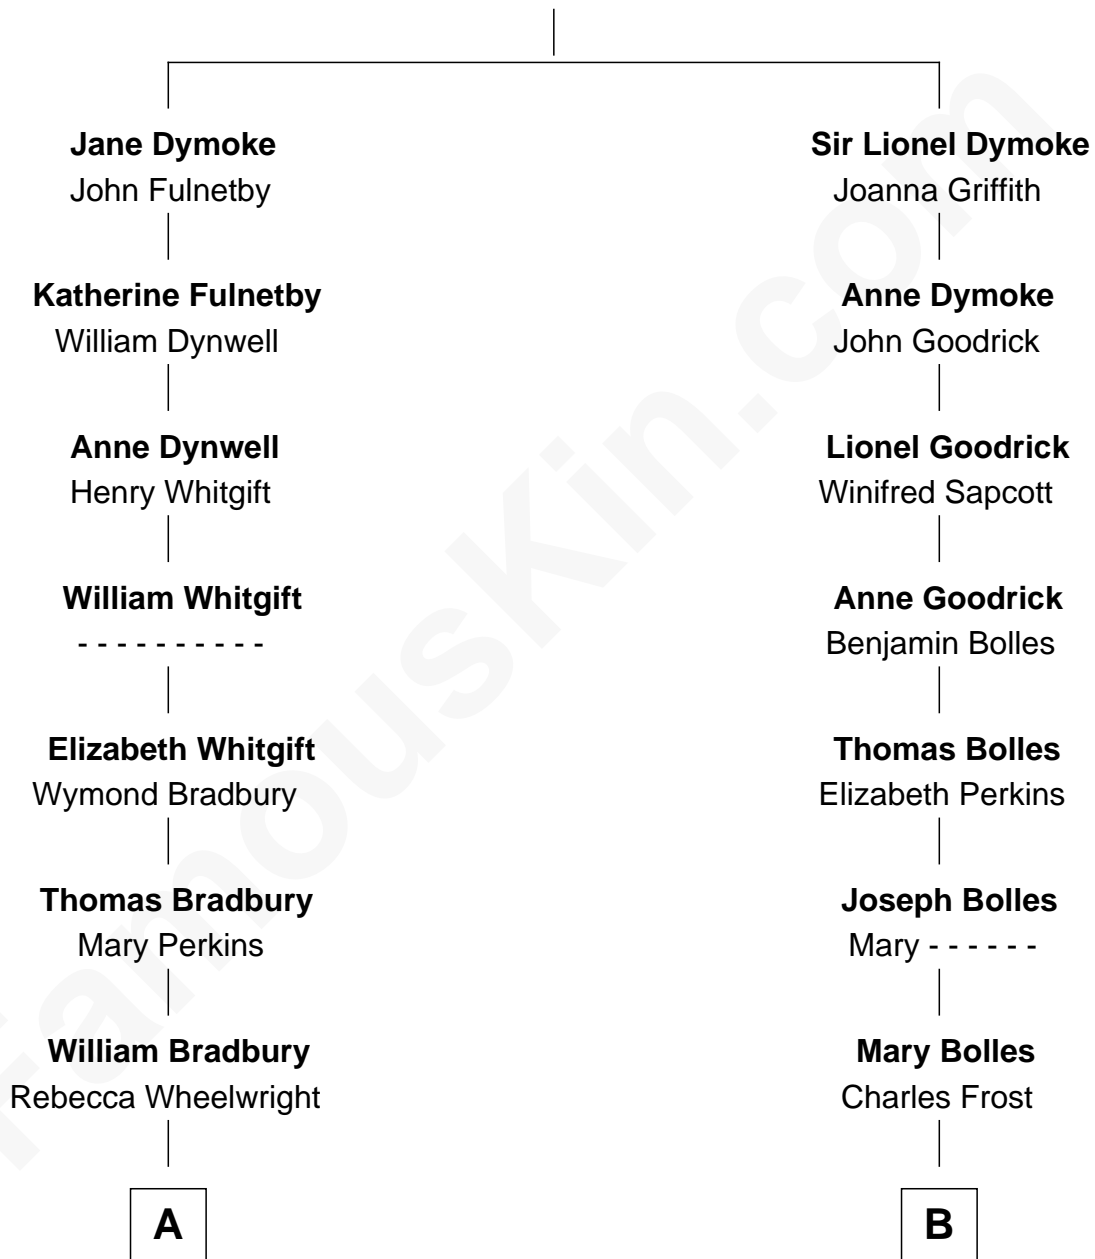 Jane Dymoke
John Fulnetby
Katherine Fulnetby
William Dynwell
Anne Dynwell
Henry Whitgift
William Whitgift
- - - - - - - - - -
Elizabeth Whitgift
Wymond Bradbury
Thomas Bradbury
Mary Perkins
William Bradbury
Rebecca Wheelwright
A
Sir Lionel Dymoke
Joanna Griffith
Anne Dymoke
John Goodrick
Lionel Goodrick
Winifred Sapcott
Anne Goodrick
Benjamin Bolles
Thomas Bolles
Elizabeth Perkins
Joseph Bolles
Mary - - - - - -
Mary Bolles
Charles Frost
B
FamousKin.com